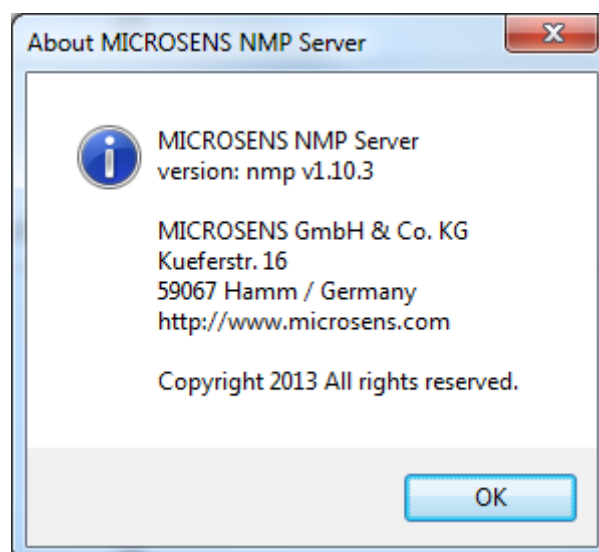 About MICROSENS NMP Server
MICROSENS NMP Server
version: nmp v1.10.3
MICROSENS GmbH & Co. KG
Kueferstr. 16
59067 Hamm / Germany
http://www.microsens.com
Copyright 2013 All rights reserved.
OK